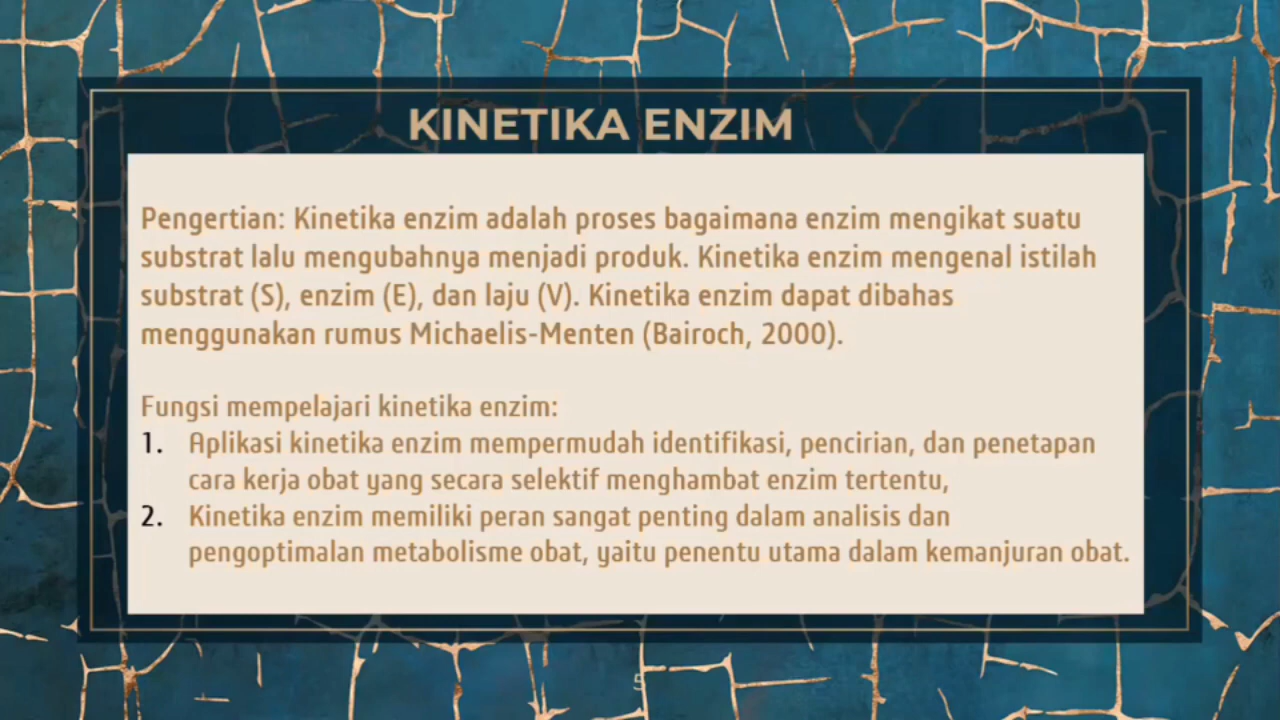 KINETIKA ENZIM
Pengertian: Kinetika enzim adalah proses bagaimana enzim mengikat suatu
substrat lalu mengubahnya menjadi produk. Kinetika enzim mengenal istilah
substrat (S), enzim (E), dan laju (V). Kinetika enzim dapat dibahas
menggunakan rumus Michaelis-Menten (Bairoch, 2000).
Fungsi mempelajari kinetika enzim:
1. Aplikasi kinetika enzim mempermudah identifikasi, pencirian, dan penetapan
cara kerja obat yang secara selektif menghambat enzim tertentu,
2. Kinetika enzim memiliki peran sangat penting dalam analisis dan
pengoptimalan metabolisme obat, yaitu penentu utama dalam kemanjuran obat.
5